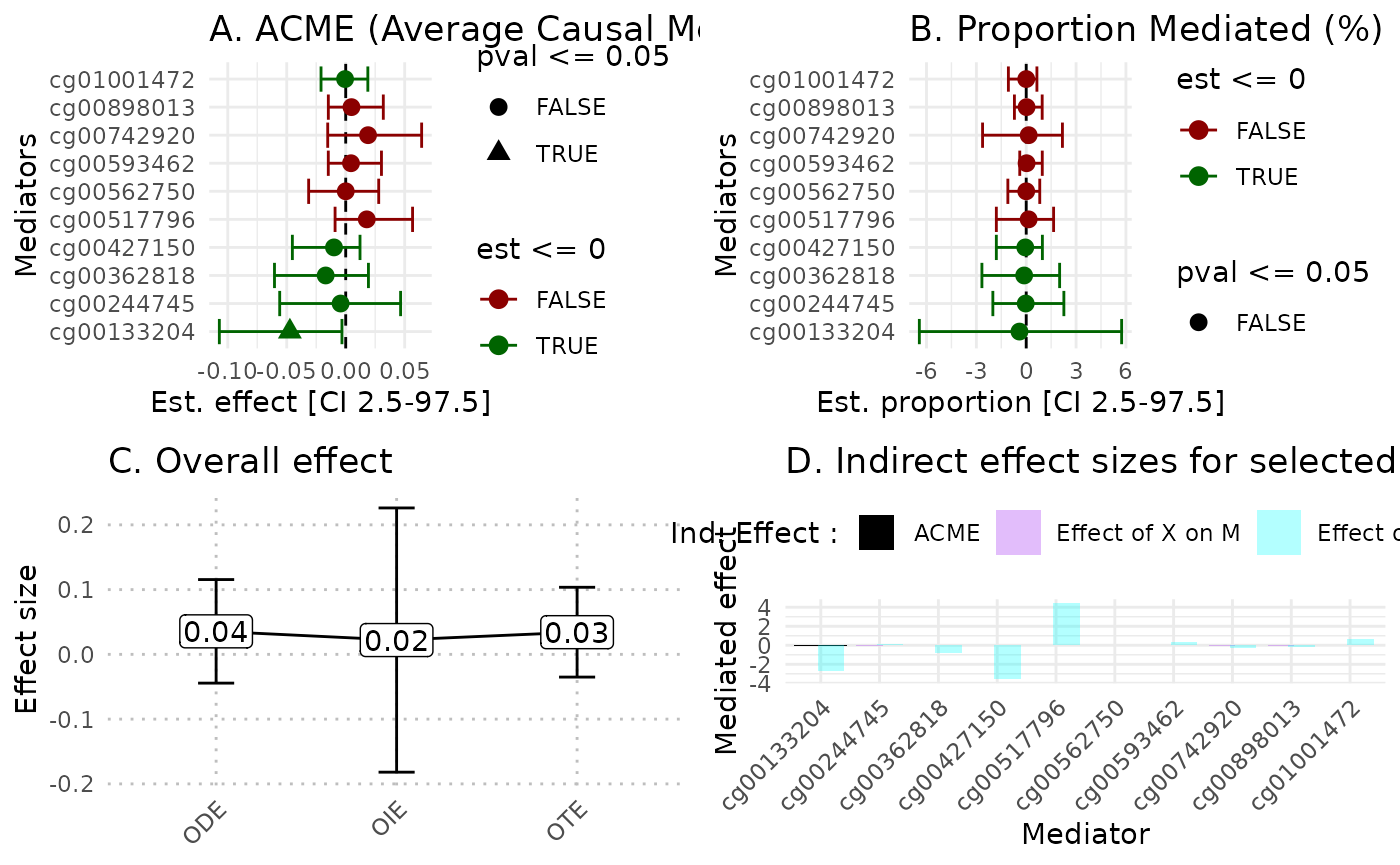 A. ACME (Average Causal Me
pval <= 0.05
FALSE
TRUE
est <= 0
FALSE
TRUE
Mediators
cg01001472
cg00898013
cg00742920
cg00593462
cg00562750
cg00517796
cg00427150
cg00362818
cg00244745
cg00133204
-0.10 -0.05 0.00 0.05
Est. effect [CI 2.5-97.5]
B. Proportion Mediated (%)
est <= 0
FALSE
TRUE
pval <= 0.05
FALSE
Mediators
cg01001472
cg00898013
cg00742920
cg00593462
cg00562750
cg00517796
cg00427150
cg00362818
cg00244745
cg00133204
-6 -3 0 3 6
Est. proportion [CI 2.5-97.5]
C. Overall effect
Effect size
0.2
0.1
0.0
-0.1
-0.2
0.04
0.02
0.03
ODE
OIE
OTE
D. Indirect effect sizes for selected
Ind. Effect :
ACME
Effect of X on M
Effect o
Mediated effect
4
2
0
-2
-4
cg00133204
cg00244745
cg00362818
cg00427150
cg00517796
cg00562750
cg00593462
cg00742920
cg00898013
cg01001472
Mediator